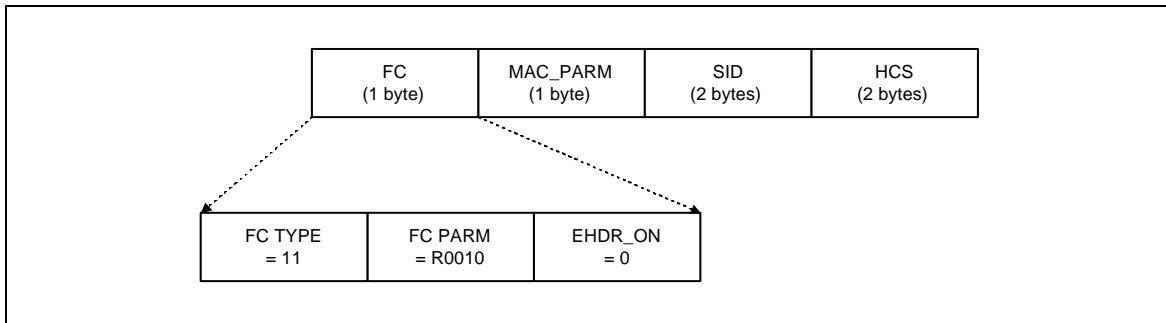 FC
(1 byte)
MAC_PARM
(1 byte)
SID
(2 bytes)
HCS
(2 bytes)
FC TYPE
= 11
FC PARM
= R0010
EHDR_ON
= 0